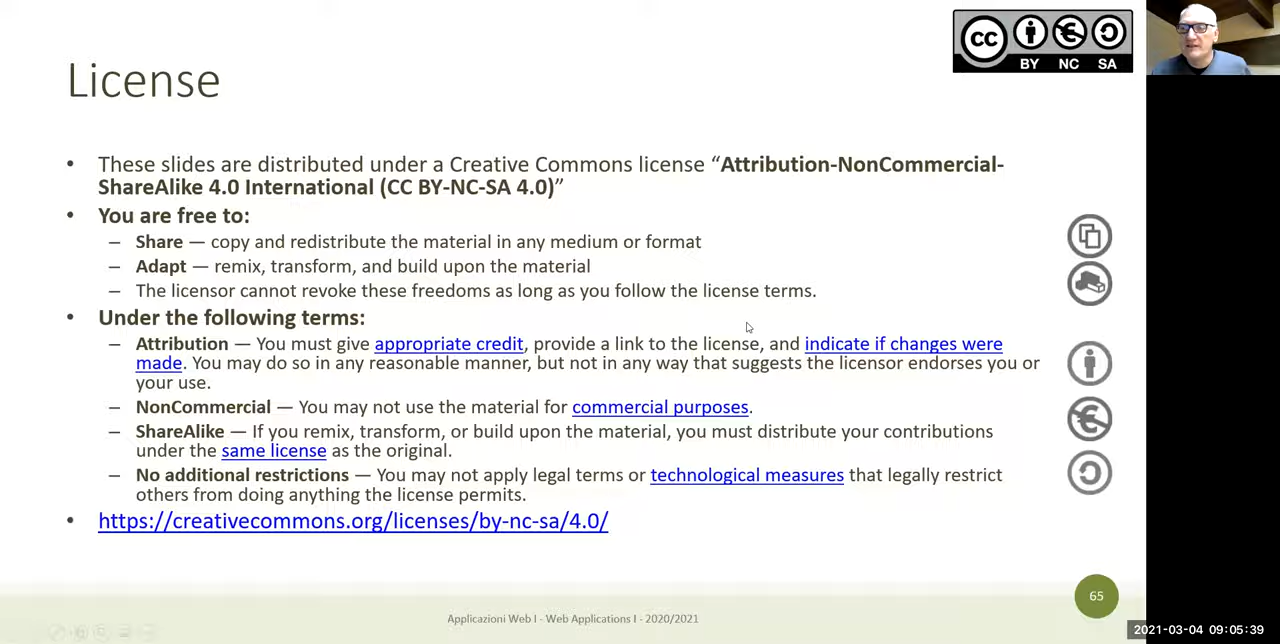 CC BY NC SA
License
• These slides are distributed under a Creative Commons license “Attribution-NonCommercial-
ShareAlike 4.0 International (CC BY-NC-SA 4.0)”
• You are free to:
– Share — copy and redistribute the material in any medium or format
– Adapt — remix, transform, and build upon the material
– The licensor cannot revoke these freedoms as long as you follow the license terms.
• Under the following terms:
– Attribution — You must give appropriate credit, provide a link to the license, and indicate if changes were
made. You may do so in any reasonable manner, but not in any way that suggests the licensor endorses you or
your use.
– NonCommercial — You may not use the material for commercial purposes.
– ShareAlike — If you remix, transform, or build upon the material, you must distribute your contributions
under the same license as the original.
– No additional restrictions — You may not apply legal terms or technological measures that legally restrict
others from doing anything the license permits.
• https://creativecommons.org/licenses/by-nc-sa/4.0/
65
Applicazioni Web I - Web Applications I - 2020/2021
2021-03-04 09:05:39